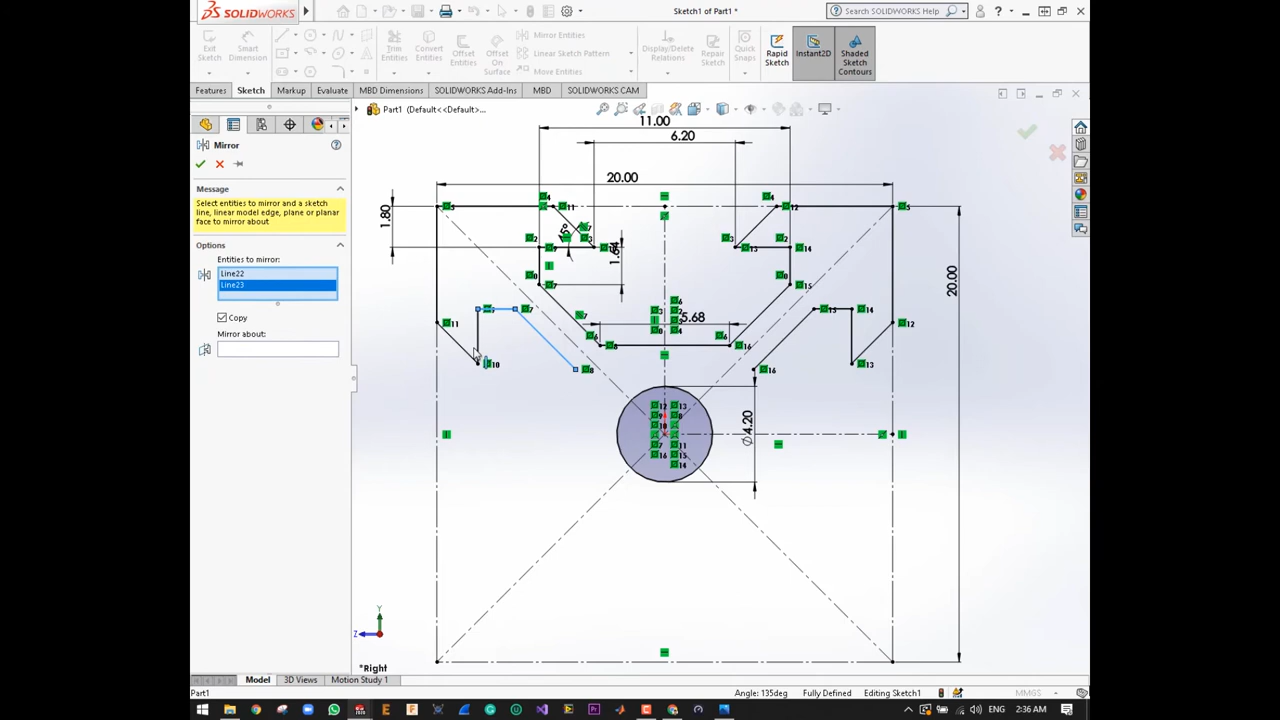 SOLIDWORKS
Sketch1 of Part1 *
Search SOLIDWORKS Help
Exit Sketch
Smart Dimension
Trim Entities
Convert Entities
Offset Entities
Offset On Surface
Mirror Entities
Linear Sketch Pattern
Move Entities
Display/Delete Relations
Repair Sketch
Quick Snaps
Rapid Sketch
Instant2D
Shaded Sketch Contours
Features
Sketch
Markup
Evaluate
MBD Dimensions
SOLIDWORKS Add-Ins
MBD
SOLIDWORKS CAM
Part1 (Default<<Default>...
Mirror
Message
Select entities to mirror and a sketch
line, linear model edge, plane or planar
face to mirror about
Options
Entities to mirror:
Line22
Line23
Copy
Mirror about:
11.00
6.20
20.00
1.80
15°
1.64
5.68
20.00
∅4.20
Y
Z
*Right
Model
3D Views
Motion Study 1
Part1
Angle: 135deg
Fully Defined
Editing Sketch1
MMGS
ENG
2:36 AM